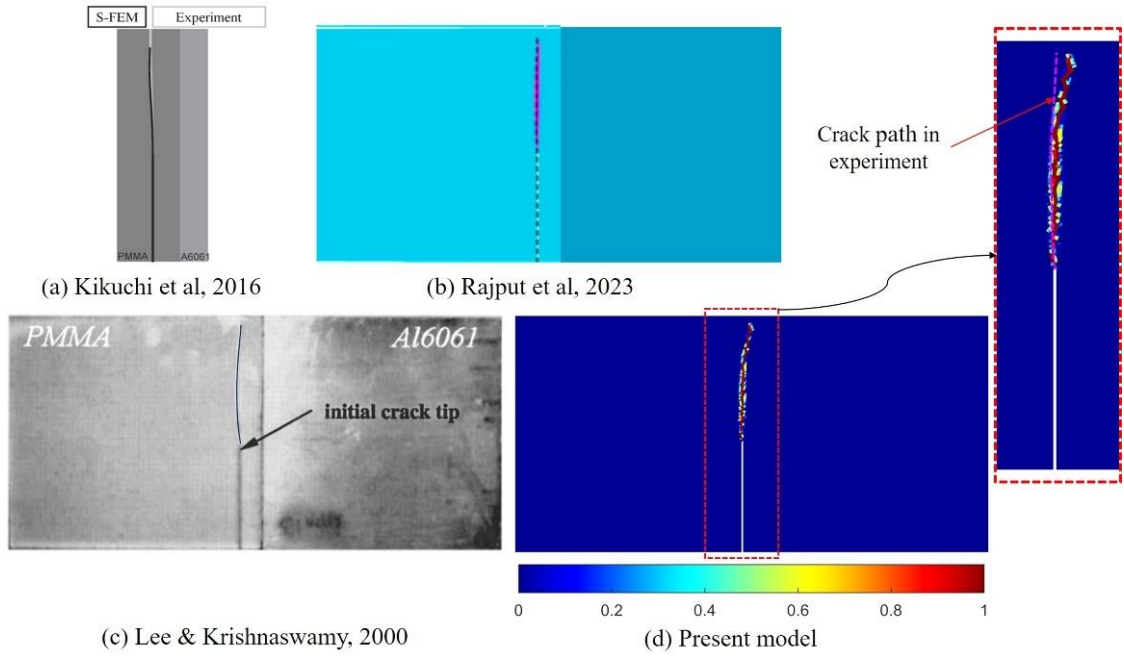 S-FEM
Experiment
PMMA
A6061
(a) Kikuchi et al, 2016
(b) Rajput et al, 2023
Crack path in
experiment
PMMA
Al6061
initial crack tip
(c) Lee & Krishnaswamy, 2000
0 0.2 0.4 0.6 0.8 1
(d) Present model